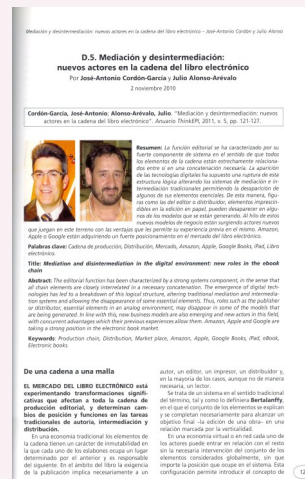 Mediación y desintermediación: nuevos actores en la cadena del libro electrónico – José-Antonio Cordón y Julio Alonso
D.5. Mediación y desintermediación:
nuevos actores en la cadena del libro electrónico
Por José-Antonio Cordón-García y Julio Alonso-Arévalo
2 noviembre 2010
Cordón-García, José-Antonio; Alonso-Arévalo, Julio. "Mediación y desintermediación: nuevos
actores en la cadena del libro electrónico". Anuario ThinkEPI, 2011, v. 5, pp. 121-127.
Resumen: La función editorial se ha caracterizado por su
fuerte componente de sistema en el sentido de que todos
los elementos de la cadena están estrechamente relaciona-
dos entre sí en una concatenación necesaria. La aparición
de las tecnologías digitales ha supuesto una ruptura de esta
estructura lógica alterando los sistemas de mediación e in-
termediación tradicionales permitiendo la desaparición de
algunos de sus elementos esenciales. De esta manera, figu-
ras como las del editor o distribuidor, elementos imprescin-
dibles en la edición en papel, pueden desaparecer en algu-
nos de los modelos que se están generando. Al hilo de estos
nuevos modelos de negocio están surgiendo actores nuevos
que juegan en este terreno con las ventajas que les permite su experiencia previa en el mismo. Amazon,
Apple o Google están adquiriendo un fuerte posicionamiento en el mercado del libro electrónico.
Palabras clave: Cadena de producción, Distribución, Mercado, Amazon, Apple, Google Books, iPad, Libro
electrónico.
Title: Mediation and desintermediation in the digital environment: new roles in the ebook
chain
Abstract: The editorial function has been characterized by a strong systems component, in the sense that
all chain elements are closely interrelated in a necessary concatenation. The emergence of digital tech-
nologies has led to a breakdown of this logical structure, altering traditional mediation and intermedia-
tion systems and allowing the disappearance of some essential elements. Thus, roles such as the publisher
or distributor, essential elements in an analog environment, may disappear in some of the models that
are being generated. In line with this, new business models are also emerging and new actors in this field,
with concurrent advantages which their previous experiences allow them. Amazon, Apple and Google are
taking a strong position in the electronic book market.
Keywords: Production chain, Distribution, Market place, Amazon, Apple, Google Books, iPad, eBook,
Electronic books.
De una cadena a una malla
EL MERCADO DEL LIBRO ELECTRÓNICO está
experimentando transformaciones signifi-
cativas que afectan a toda la cadena de
producción editorial, y determinan cam-
bios de posición y funciones en las tareas
tradicionales de autoría, intermediación y
distribución.
En una economía tradicional los elementos de
la cadena tienen un carácter de inmutabilidad en
la que cada uno de los eslabones ocupa un lugar
determinado por el anterior y es responsable
del siguiente. En el ámbito del libro la exigencia
de la publicación implica necesariamente a un
autor, un editor, un impresor, un distribuidor y,
en la mayoría de los casos, aunque no de manera
necesaria, un lector.
Se trata de un sistema en el sentido tradicional
del término, tal y como lo definiera Bertalanffy,
en el que el conjunto de los elementos se explican
y se completan necesariamente para alcanzar un
objetivo final –la edición de una obra– en una
relación marcada por la verticalidad.
En una economía virtual o en red cada uno de
los actores puede entrar en relación con el resto
sin la necesaria intervención del conjunto de los
elementos considerados globalmente, sin que
importe la posición que ocupe en el sistema. Esta
configuración permite introducir el concepto de
12